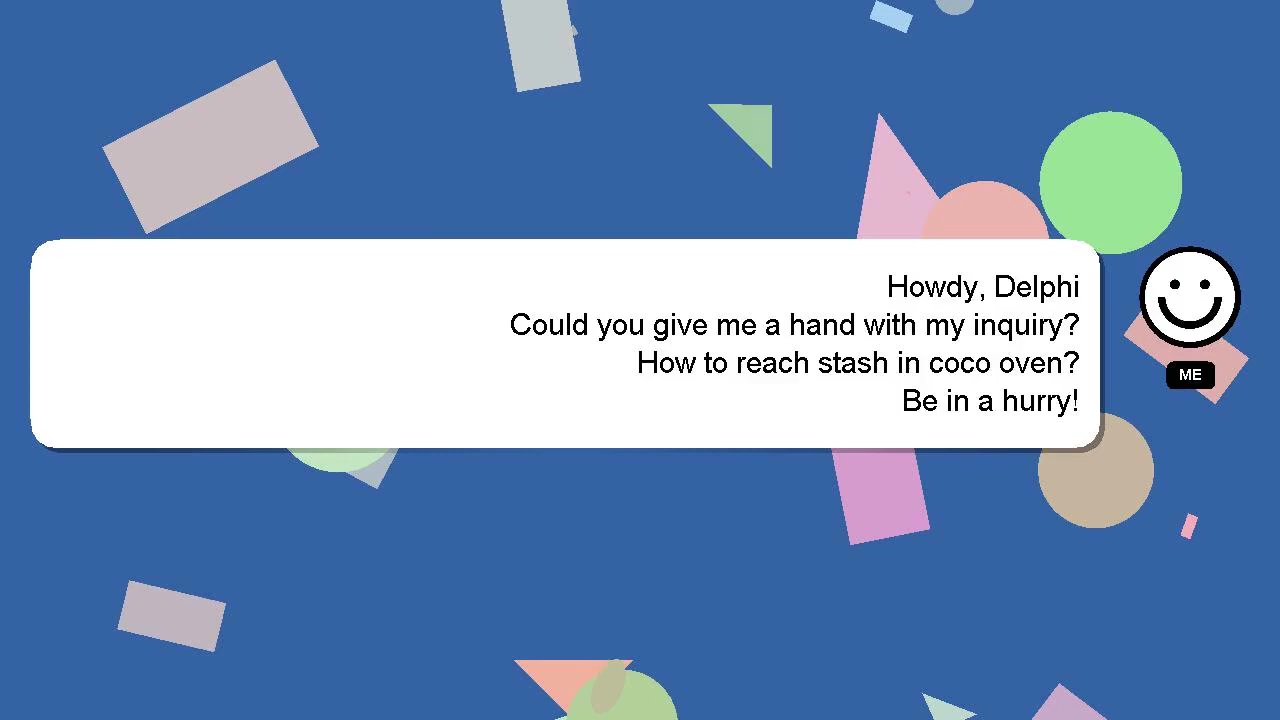 Howdy, Delphi
Could you give me a hand with my inquiry?
How to reach stash in coco oven?
Be in a hurry!
ME